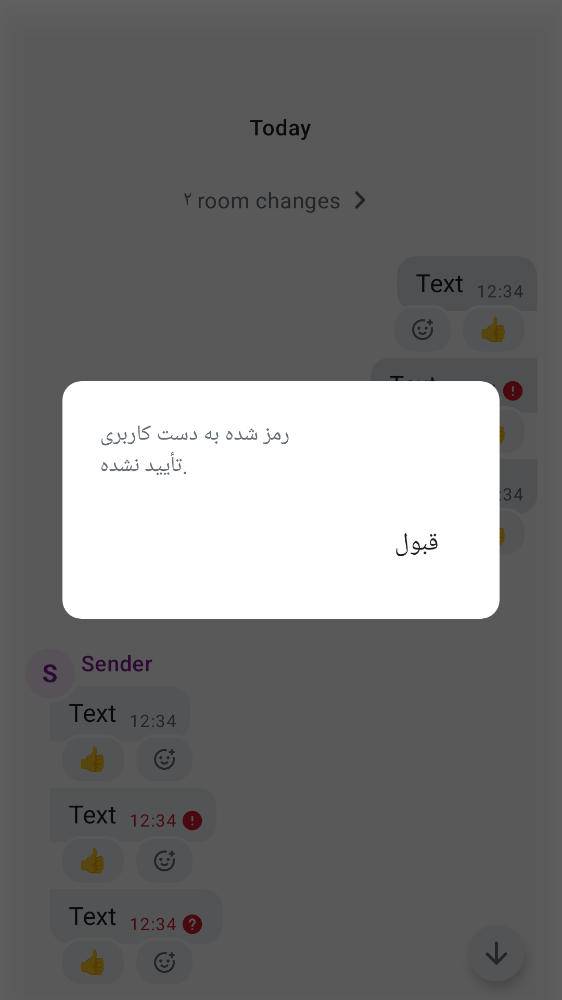 Today
۲ room changes
Text 12:34
👍
Text
:34
رمز شده به دست کاربری
تأیید نشده.
قبول
S
Sender
Text 12:34
👍
Text 12:34
👍
Text 12:34
👍